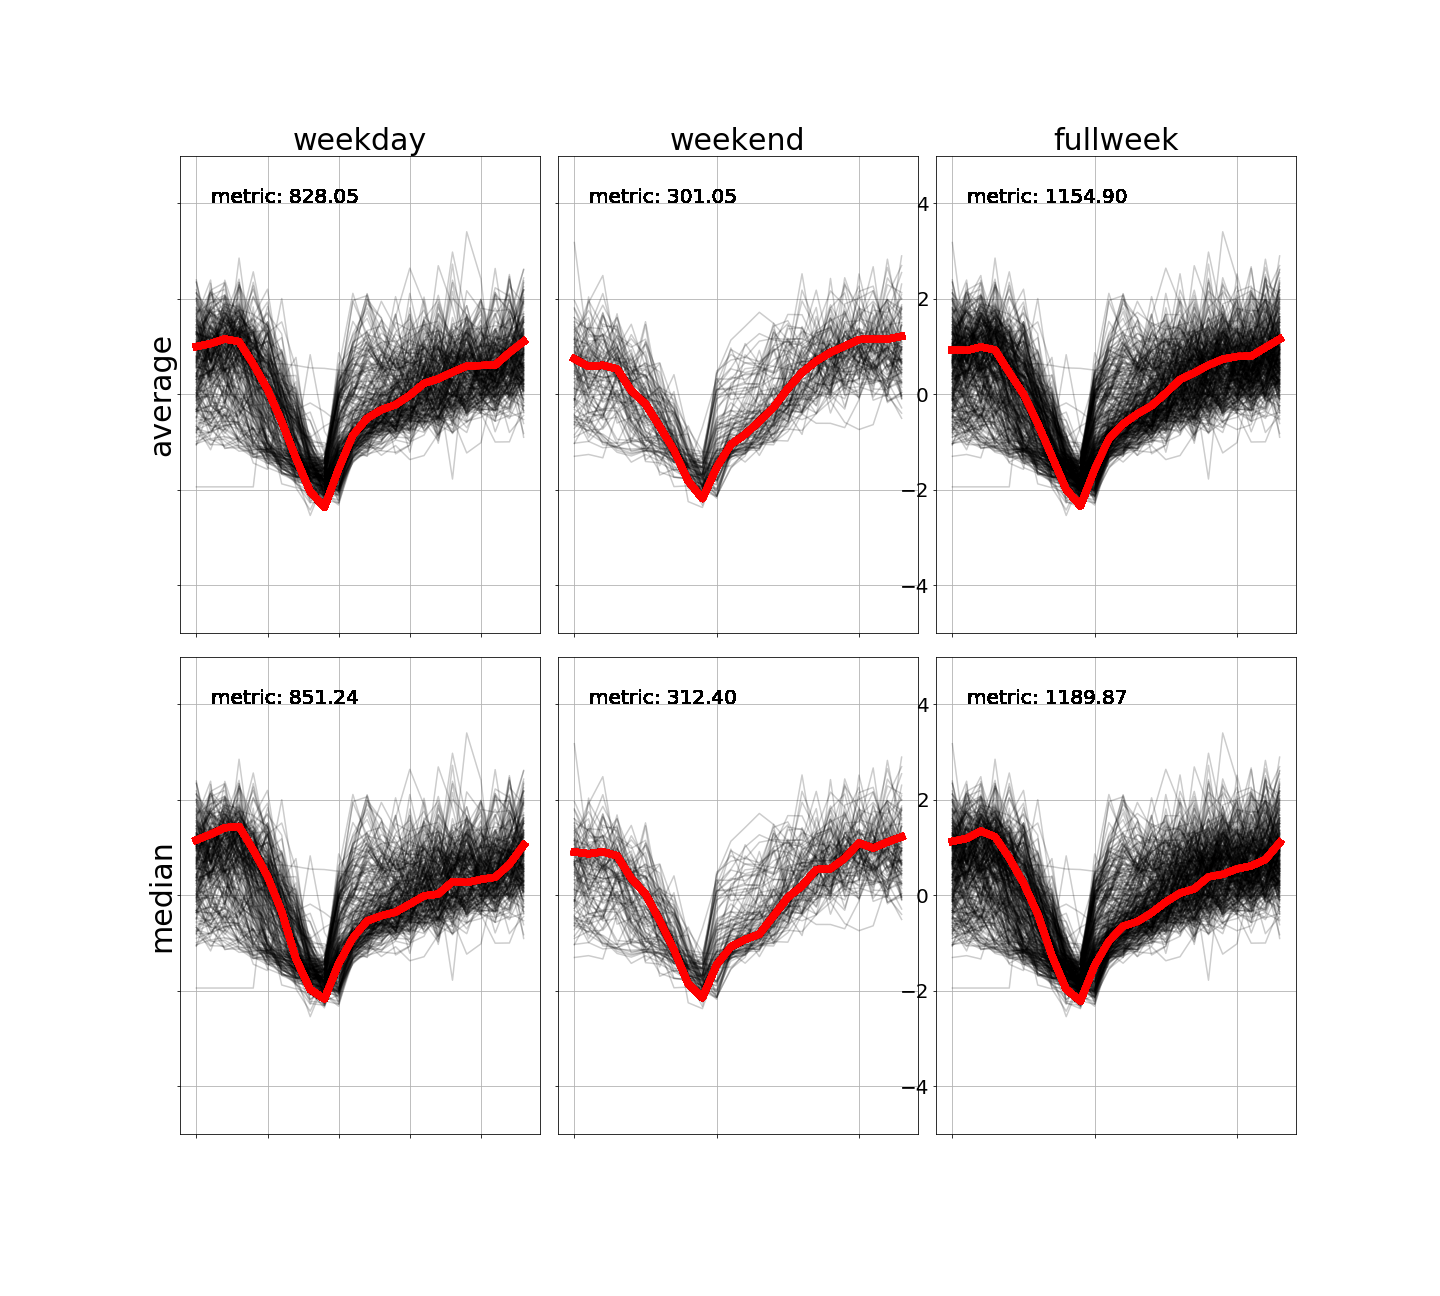 weekday weekend fullweek
metric: 828.05 metric: 301.05 metric: 1154.90
4
2
0
−2
−4
average
metric: 851.24 metric: 312.40 metric: 1189.87
4
2
0
−2
−4
median